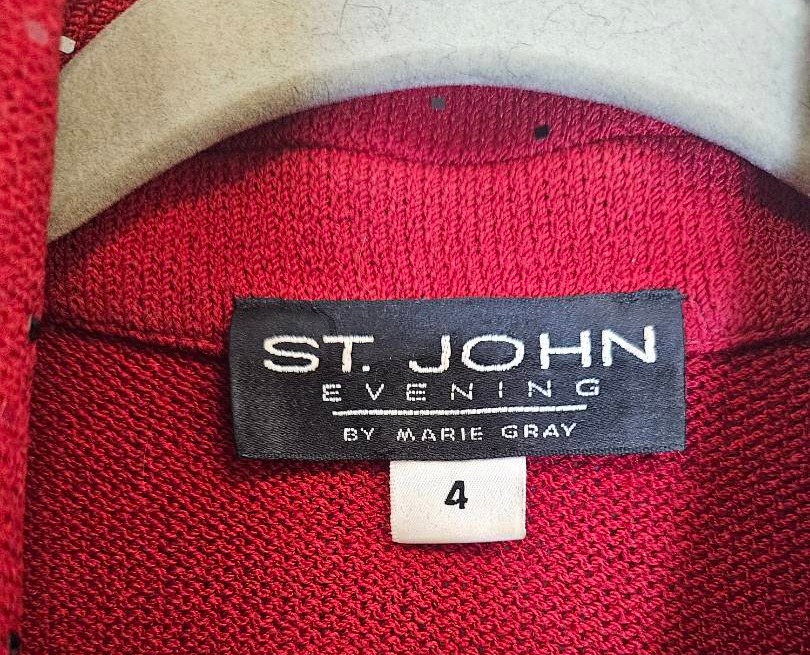 ST. JOHN
EVENING
BY MARIE GRAY
4